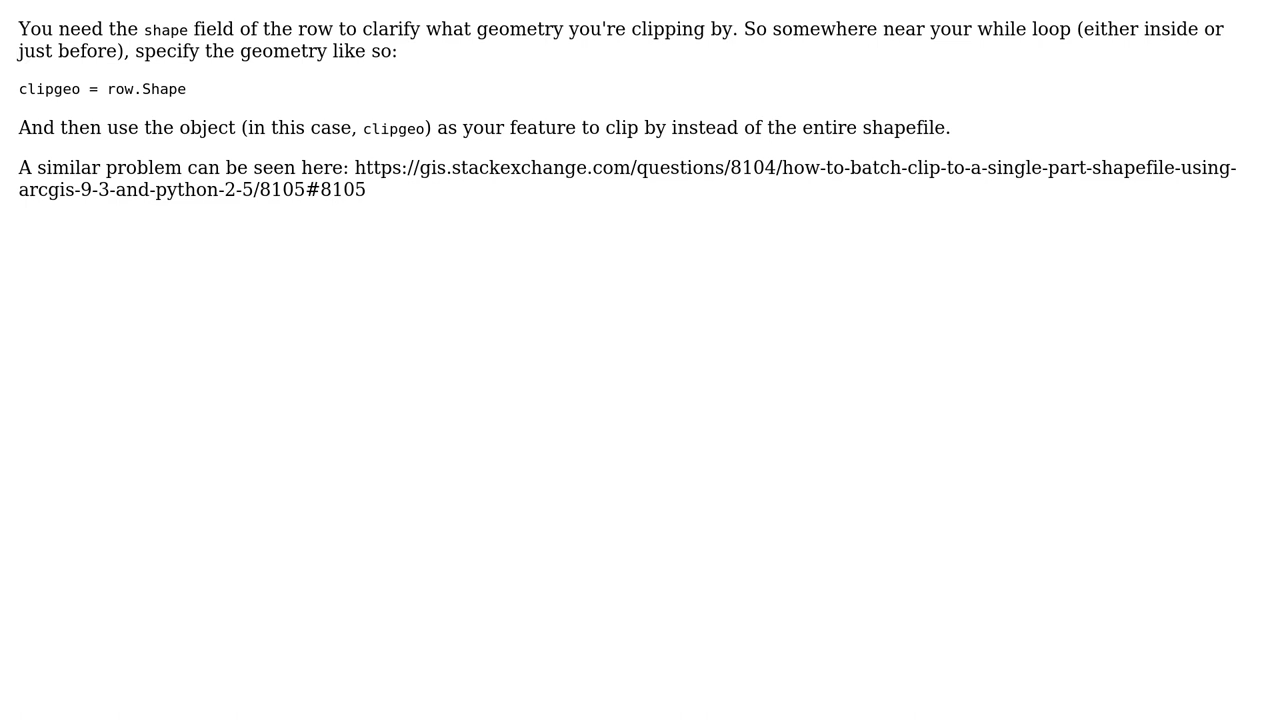 You need the shape field of the row to clarify what geometry you're clipping by. So somewhere near your while loop (either inside or
just before), specify the geometry like so:
clipgeo = row.Shape
And then use the object (in this case, clipgeo) as your feature to clip by instead of the entire shapefile.
A similar problem can be seen here: https://gis.stackexchange.com/questions/8104/how-to-batch-clip-to-a-single-part-shapefile-using-
arcgis-9-3-and-python-2-5/8105#8105